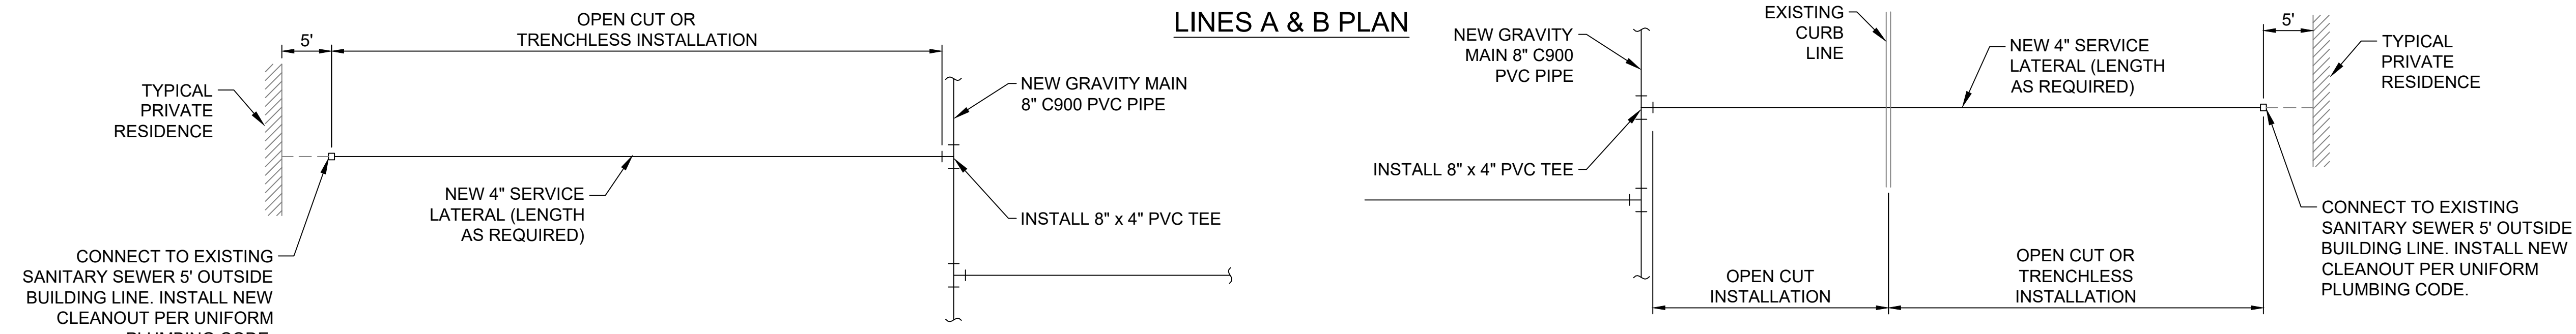 LINES A & B PLAN
OPEN CUT OR
TRENCHLESS INSTALLATION
5'
TYPICAL
PRIVATE
RESIDENCE
NEW GRAVITY MAIN
8" C900 PVC PIPE
NEW 4" SERVICE
LATERAL (LENGTH
AS REQUIRED)
INSTALL 8" x 4" PVC TEE
CONNECT TO EXISTING
SANITARY SEWER 5' OUTSIDE
BUILDING LINE. INSTALL NEW
CLEANOUT PER UNIFORM
PLUMBING CODE.
NEW GRAVITY
MAIN 8" C900
PVC PIPE
EXISTING
CURB
LINE
NEW 4" SERVICE
LATERAL (LENGTH
AS REQUIRED)
5'
TYPICAL
PRIVATE
RESIDENCE
INSTALL 8" x 4" PVC TEE
OPEN CUT
INSTALLATION
OPEN CUT OR
TRENCHLESS
INSTALLATION
CONNECT TO EXISTING
SANITARY SEWER 5' OUTSIDE
BUILDING LINE. INSTALL NEW
CLEANOUT PER UNIFORM
PLUMBING CODE.